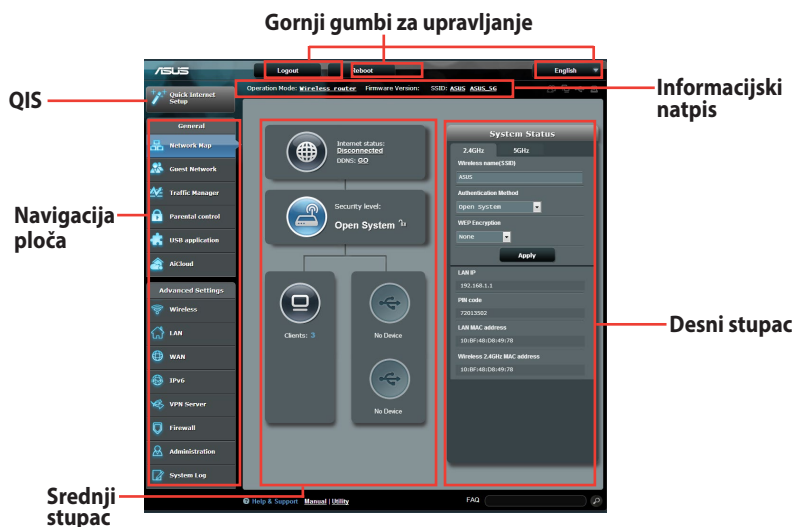 Gornji gumbi za upravljanje
QIS
Navigacija
ploča
Srednji
stupac
Informacijski
natpis
Desni stupac
ASUS
Logout
Reboot
English
Quick Internet
Setup
Operation Mode: Wireless router Firmware Version: SSID: ASUS ASUS_5G
General
Network Map
Guest Network
Traffic Manager
Parental control
USB application
AiCloud
Advanced Settings
Wireless
LAN
WAN
IPv6
VPN Server
Firewall
Administration
System Log
Internet status:
Disconnected
DDNS: GO
Security level:
Open System
Clients: 3
No Device
No Device
System Status
2.4GHz 5GHz
Wireless name(SSID)
ASUS
Authentication Method
Open System
WEP Encryption
None
Apply
LAN IP
192.168.1.1
PIN code
72013502
LAN MAC address
10:BF:48:D8:49:78
Wireless 2.4GHz MAC address
10:BF:48:D8:49:78
Help & Support Manual | Utility
FAQ